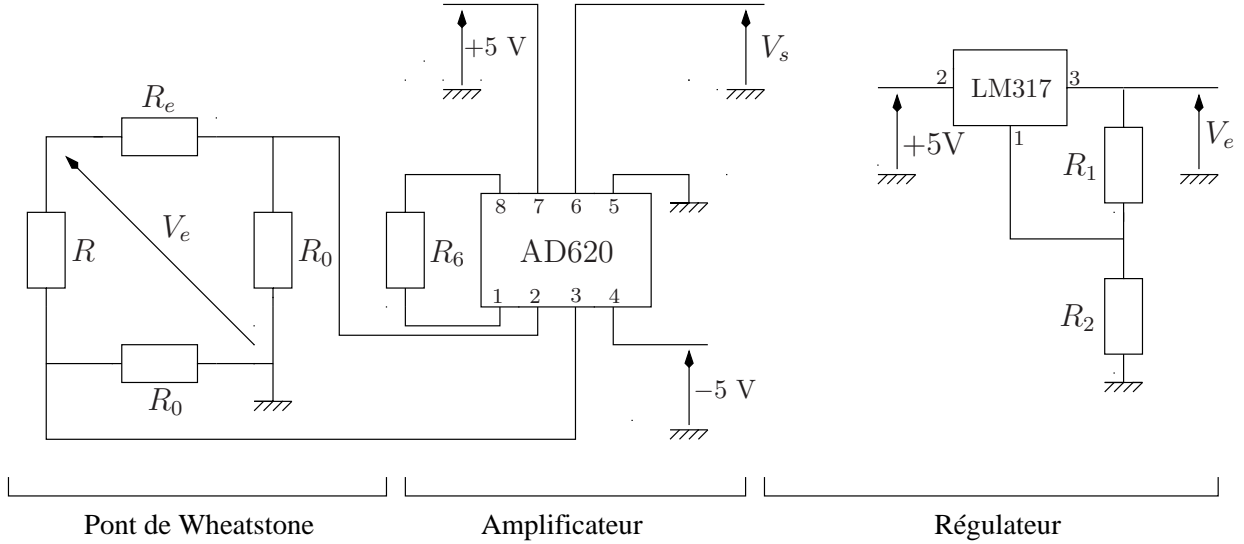 +5 V
V_s
R_e
R
V_e
R_0
R_0
R_6
8 7 6 5
AD620
1 2 3 4
−5 V
2 LM317 3
1
+5V
V_e
R_1
R_2
Pont de Wheatstone
Amplificateur
Régulateur